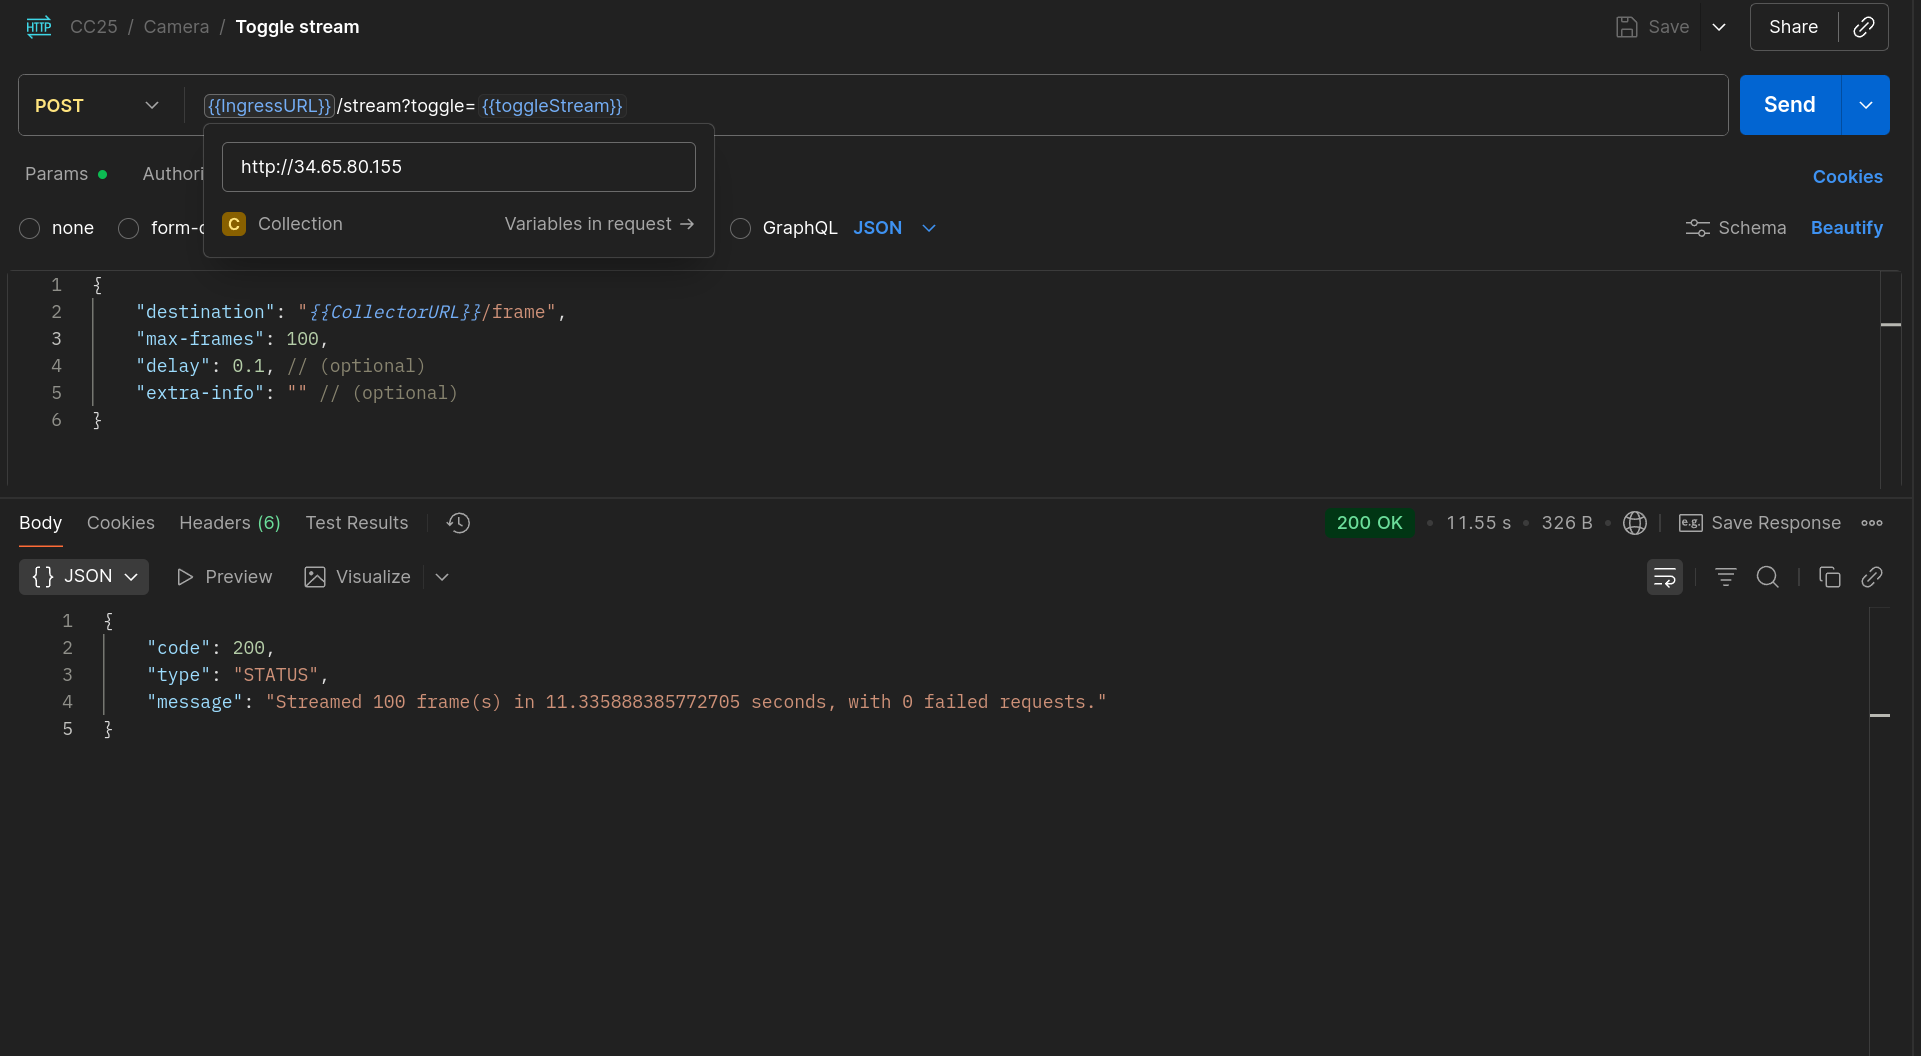 HTTP CC25 / Camera / Toggle stream Save Share
POST {{IngressURL}}/stream?toggle= {{toggleStream}} Send
http://34.65.80.155
Params Authori Cookies
C Collection Variables in request →
none form-c GraphQL JSON Schema Beautify
1 {
2 "destination": "{{CollectorURL}}/frame",
3 "max-frames": 100,
4 "delay": 0.1, // (optional)
5 "extra-info": "" // (optional)
6 }
Body Cookies Headers (6) Test Results 200 OK • 11.55 s • 326 B • e.g. Save Response
{} JSON Preview Visualize
1 {
2 "code": 200,
3 "type": "STATUS",
4 "message": "Streamed 100 frame(s) in 11.335888385772705 seconds, with 0 failed requests."
5 }